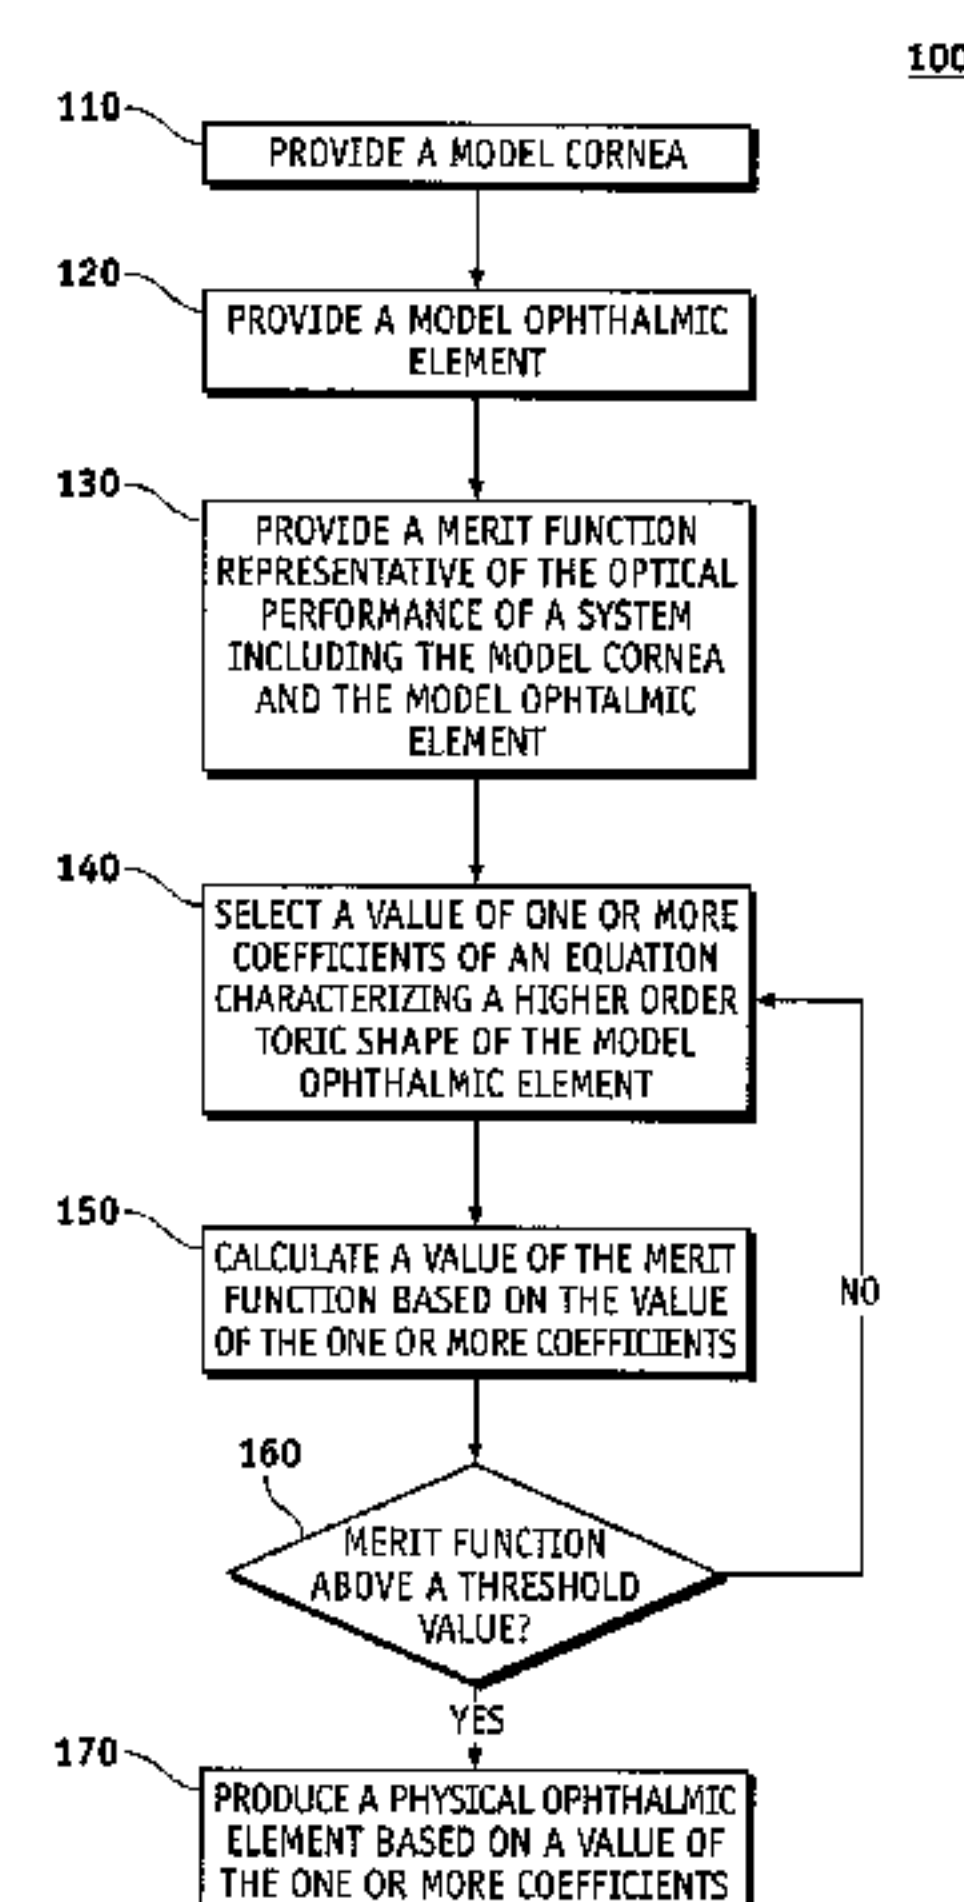 100
110
PROVIDE A MODEL CORNEA
120
PROVIDE A MODEL OPHTHALMIC
ELEMENT
130
PROVIDE A MERIT FUNCTION
REPRESENTATIVE OF THE OPTICAL
PERFORMANCE OF A SYSTEM
INCLUDING THE MODEL CORNEA
AND THE MODEL OPHTALMIC
ELEMENT
140
SELECT A VALUE OF ONE OR MORE
COEFFICIENTS OF AN EQUATION
CHARACTERIZING A HIGHER ORDER
TORIC SHAPE OF THE MODEL
OPHTHALMIC ELEMENT
150
CALCULATE A VALUE OF THE MERIT
FUNCTION BASED ON THE VALUE
OF THE ONE OR MORE COEFFICIENTS
NO
160
MERIT FUNCTION
ABOVE A THRESHOLD
VALUE?
YES
170
PRODUCE A PHYSICAL OPHTHALMIC
ELEMENT BASED ON A VALUE OF
THE ONE OR MORE COEFFICIENTS